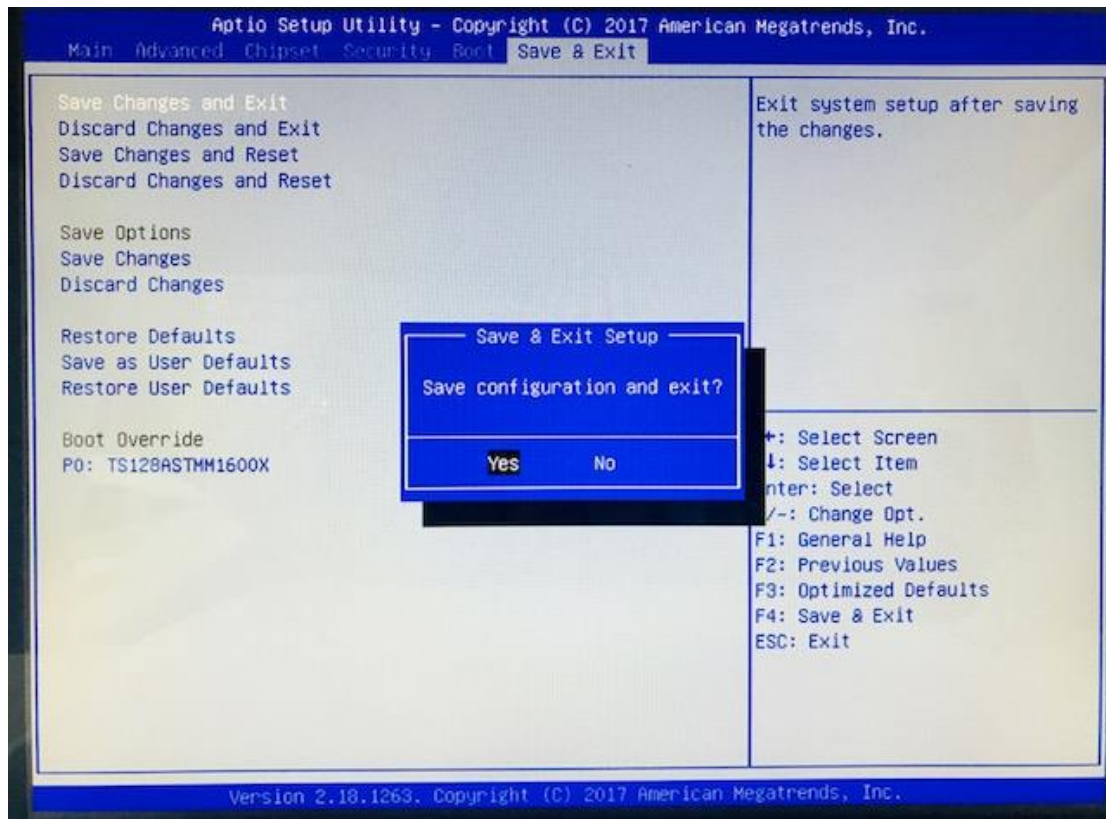 Aptio Setup Utility – Copyright (C) 2017 American Megatrends, Inc.
Main Advanced Chipset Security Boot Save & Exit
Save Changes and Exit
Discard Changes and Exit
Save Changes and Reset
Discard Changes and Reset
Save Options
Save Changes
Discard Changes
Restore Defaults
Save as User Defaults
Restore User Defaults
Boot Override
P0: TS128ASTMM1600X
Save & Exit Setup
Save configuration and exit?
Yes No
Exit system setup after saving
the changes.
: Select Screen
: Select Item
nter: Select
/-: Change Opt.
F1: General Help
F2: Previous Values
F3: Optimized Defaults
F4: Save & Exit
ESC: Exit
Version 2.18.1263. Copyright (C) 2017 American Megatrends, Inc.